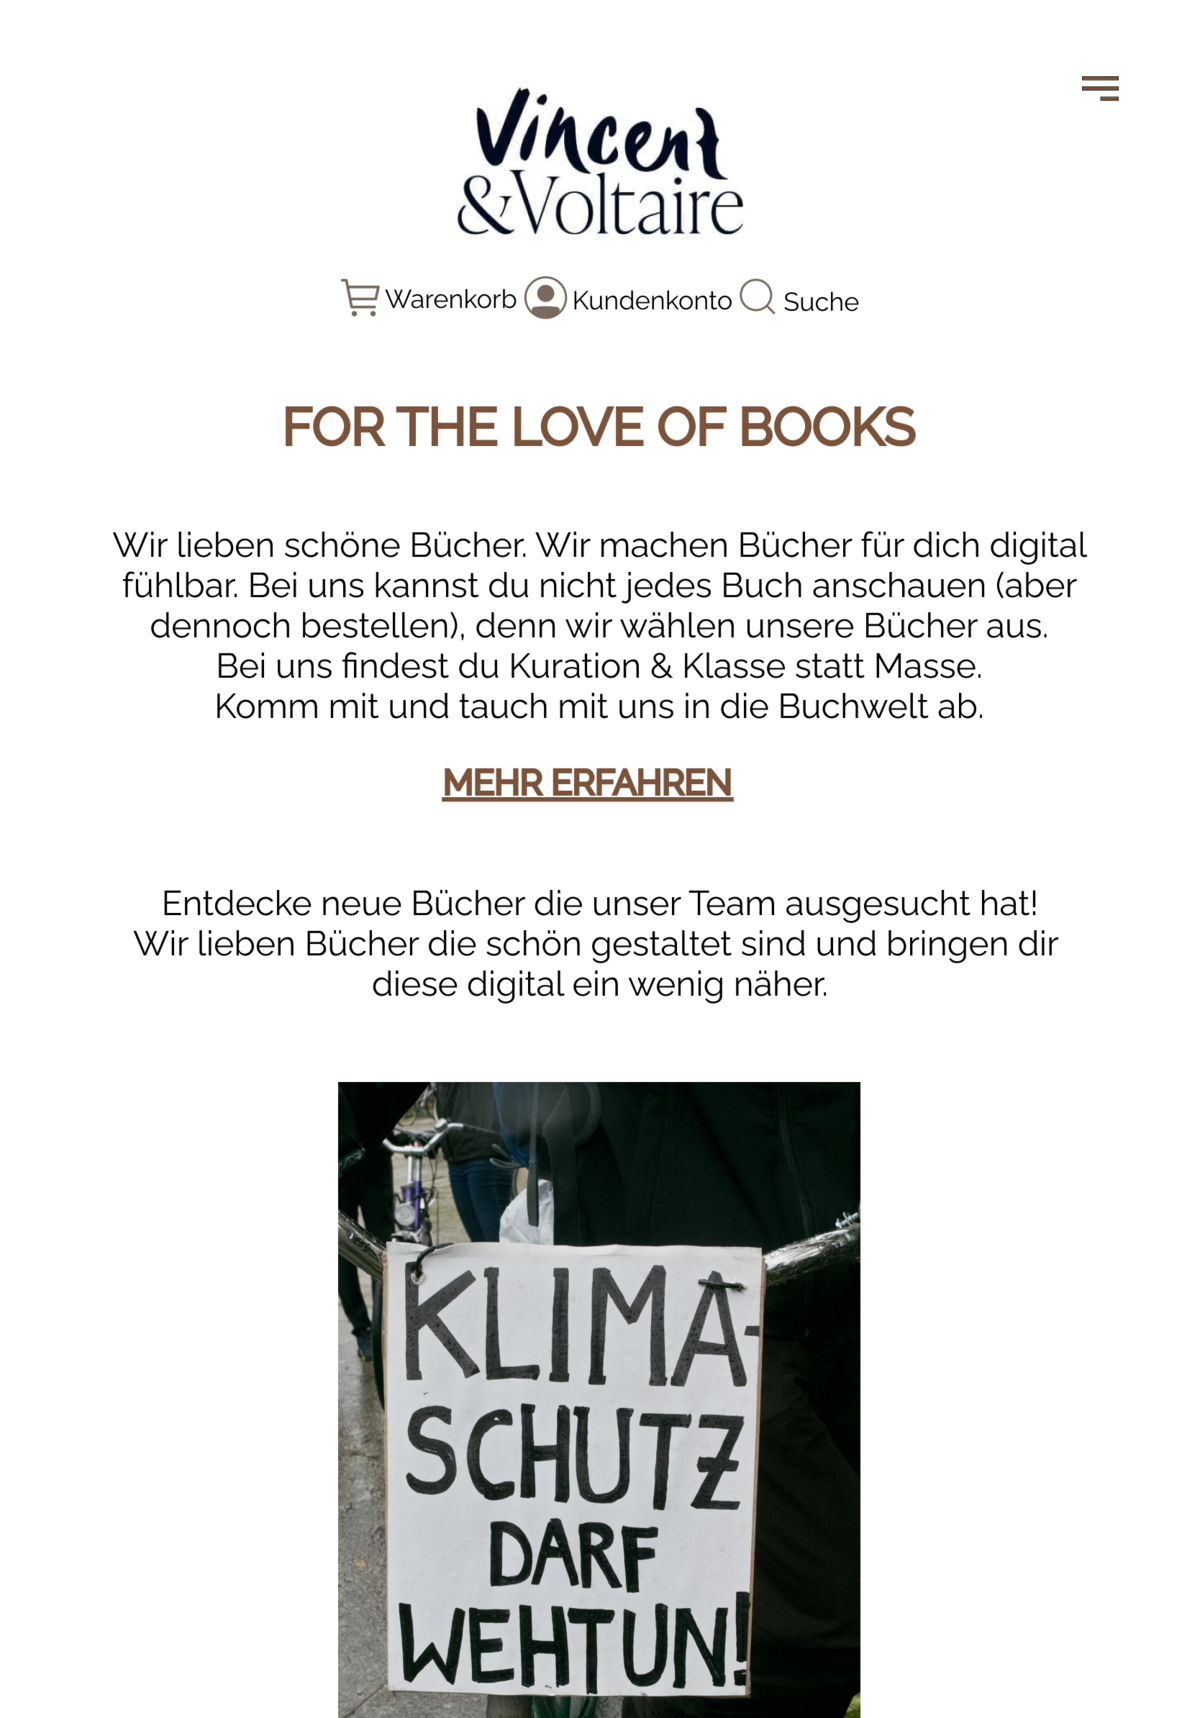 Vincent
&Voltaire
Warenkorb Kundenkonto Suche
FOR THE LOVE OF BOOKS
Wir lieben schöne Bücher. Wir machen Bücher für dich digital
fühlbar. Bei uns kannst du nicht jedes Buch anschauen (aber
dennoch bestellen), denn wir wählen unsere Bücher aus.
Bei uns findest du Kuration & Klasse statt Masse.
Komm mit und tauch mit uns in die Buchwelt ab.
MEHR ERFAHREN
Entdecke neue Bücher die unser Team ausgesucht hat!
Wir lieben Bücher die schön gestaltet sind und bringen dir
diese digital ein wenig näher.
KLIMA-
SCHUTZ
DARF
WEHTUN!